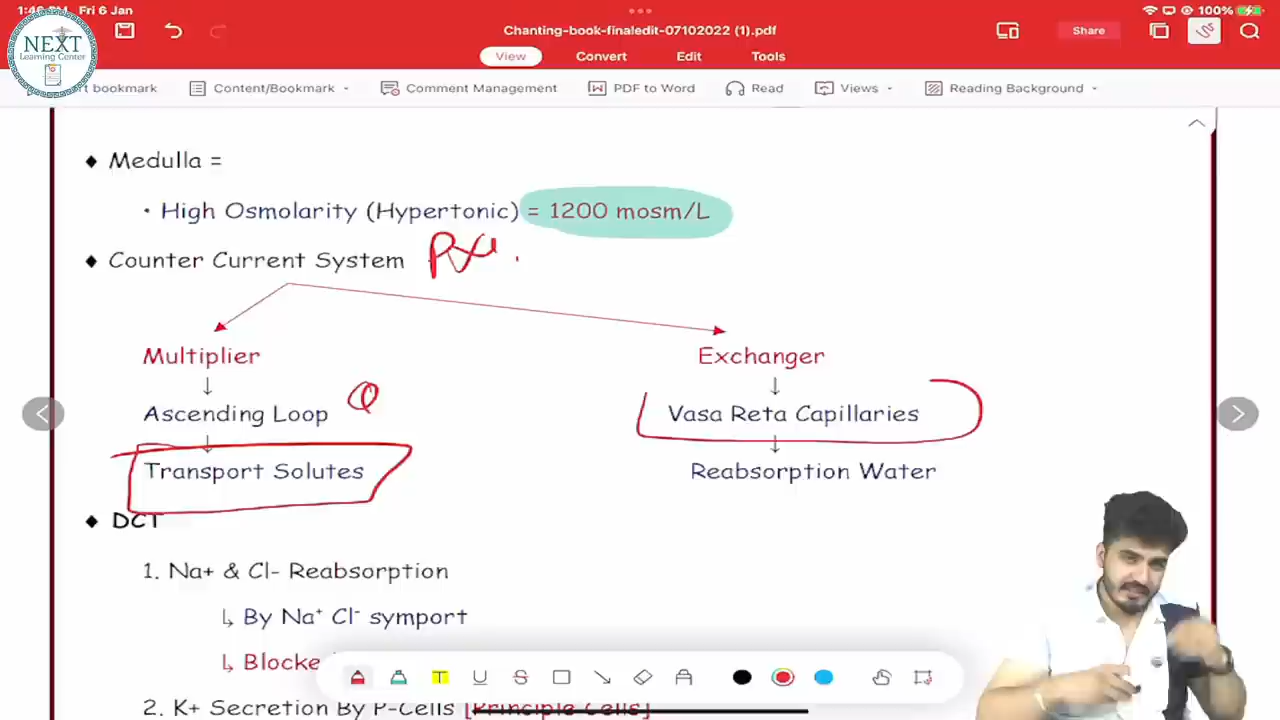 1:46 PM Fri 6 Jan
100%
Chanting-book-finaledit-07102022 (1).pdf
Share
NEXT
Learning Center
View Convert Edit Tools
t bookmark Content/Bookmark Comment Management PDF to Word Read Views Reading Background
Medulla =
• High Osmolarity (Hypertonic) = 1200 mosm/L
Counter Current System
Multiplier Exchanger
↓ ↓
Ascending Loop Vasa Reta Capillaries
↓ ↓
Transport Solutes Reabsorption Water
DCT
1. Na+ & Cl- Reabsorption
↳ By Na⁺ Cl⁻ symport
↳ Blocke
T U S A
2. K+ Secretion By P-Cells [Principle Cells]